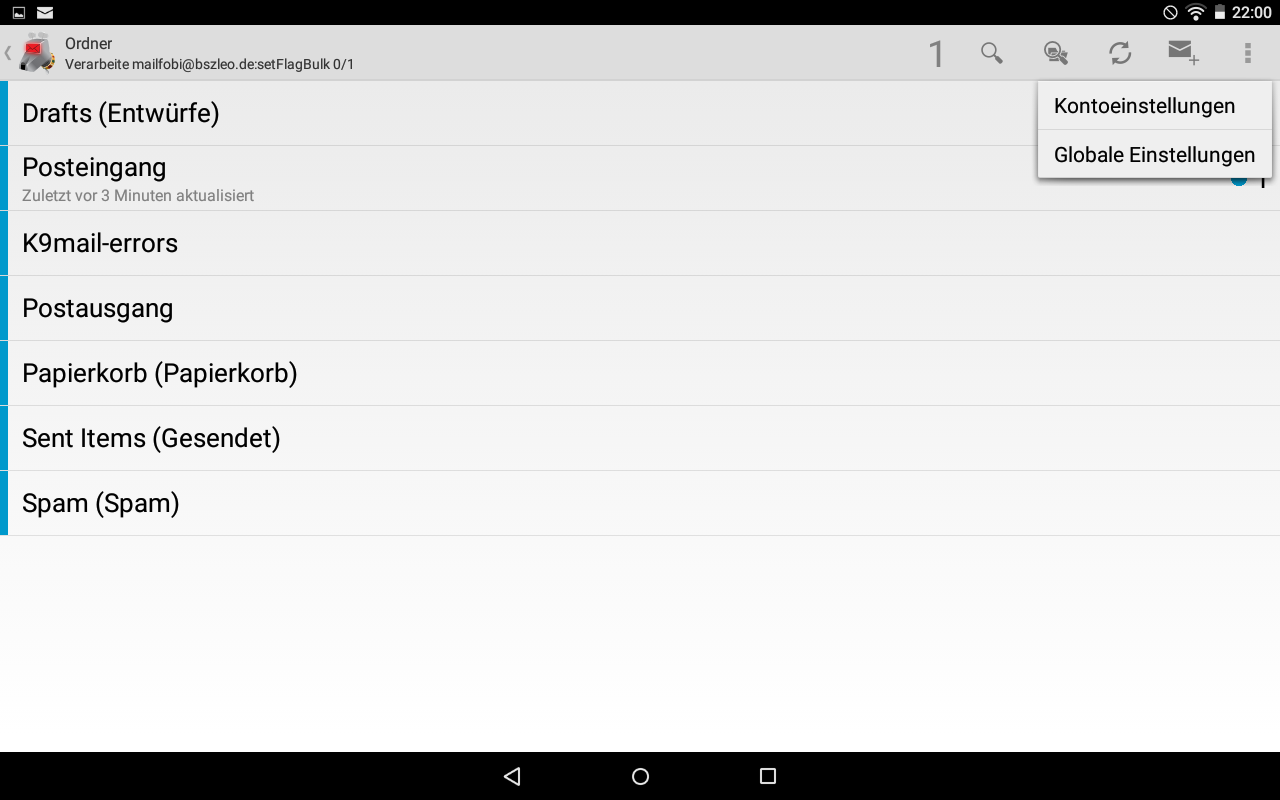 22:00
Ordner
Verarbeite mailfobi@bszleo.de:setFlagBulk 0/1
1
Kontoeinstellungen
Globale Einstellungen
Drafts (Entwürfe)
Posteingang
Zuletzt vor 3 Minuten aktualisiert
K9mail-errors
Postausgang
Papierkorb (Papierkorb)
Sent Items (Gesendet)
Spam (Spam)